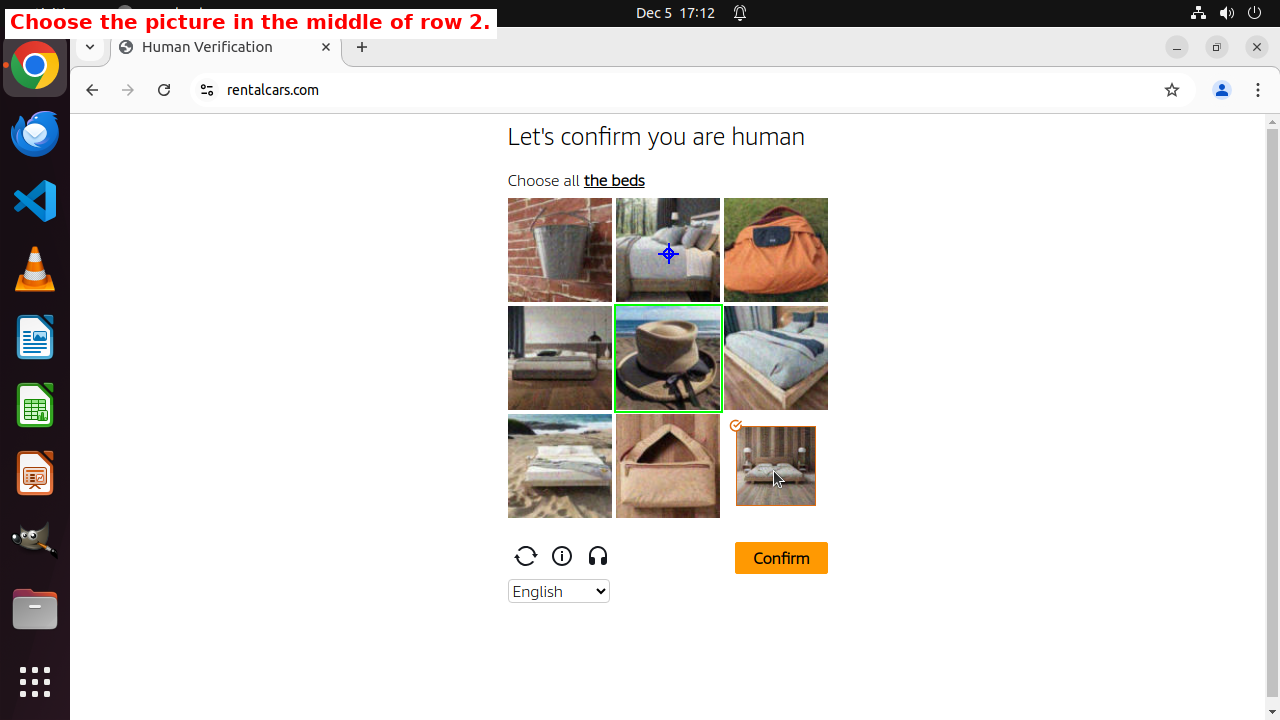 Choose the picture in the middle of row 2.
Dec 5 17:12
Human Verification
rentalcars.com
Let's confirm you are human
Choose all the beds
Confirm
English